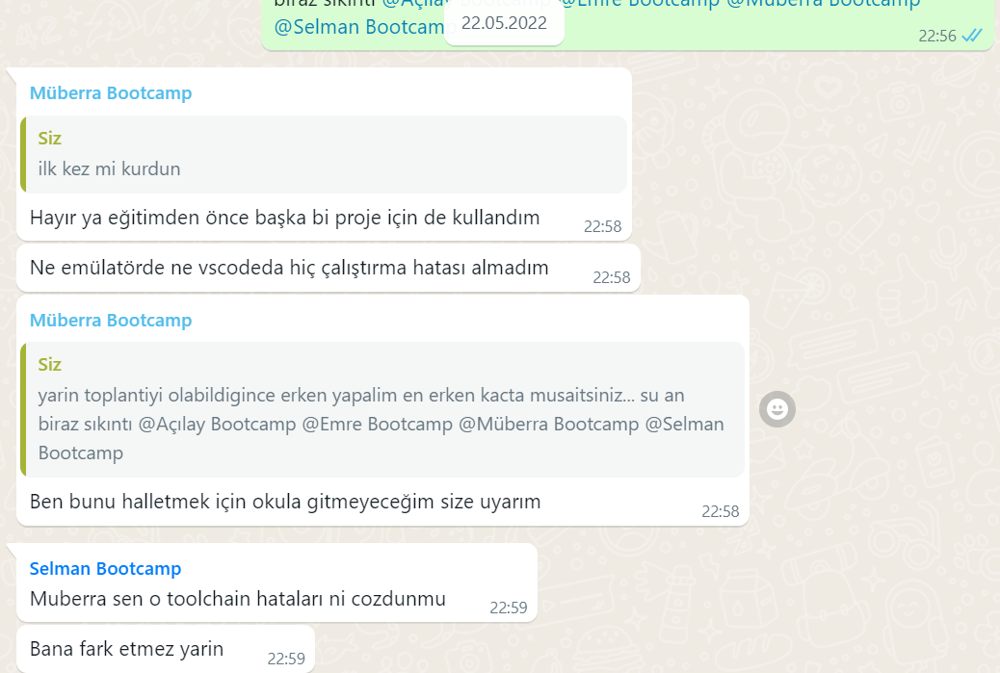 biraz sıkıntı @Açılay Bootcamp @Emre Bootcamp @Müberra Bootcamp
@Selman Bootcamp
22.05.2022
22:56
Müberra Bootcamp
Siz
ilk kez mi kurdun
Hayır ya eğitimden önce başka bi proje için de kullandım
22:58
Ne emülatörde ne vscodeda hiç çalıştırma hatası almadım
22:58
Müberra Bootcamp
Siz
yarin toplantiyi olabildigince erken yapalim en erken kacta musaitsiniz... su an
biraz sıkıntı @Açılay Bootcamp @Emre Bootcamp @Müberra Bootcamp @Selman
Bootcamp
Ben bunu halletmek için okula gitmeyeceğim size uyarım
22:58
Selman Bootcamp
Muberra sen o toolchain hataları ni cozdunmu
22:59
Bana fark etmez yarin
22:59